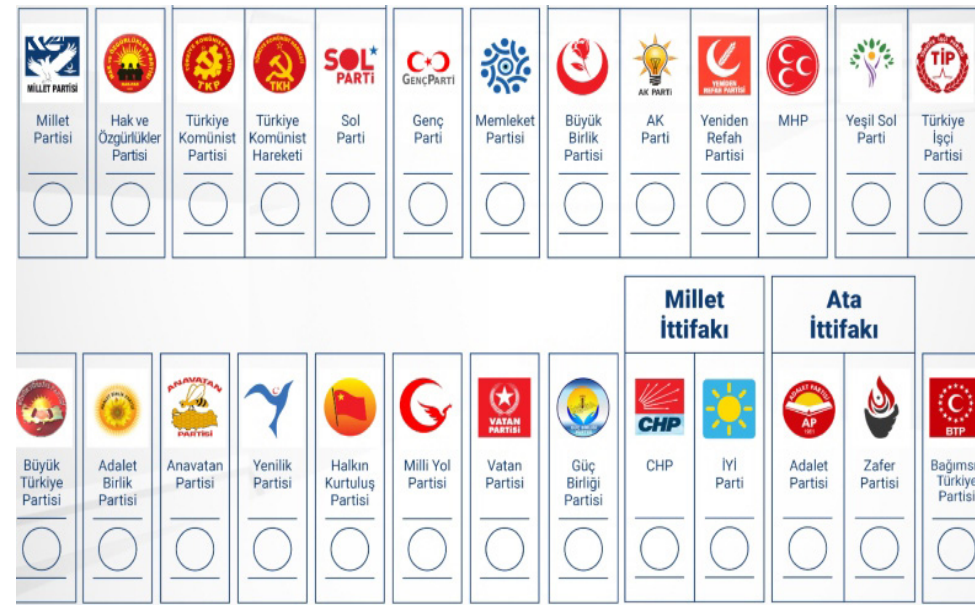 MİLLET PARTİSİ
TKP
TKH
SOL
PARTİ
GENÇPARTİ
AK PARTİ
YENİDEN
REFAH PARTİSİ
TİP
Millet
Partisi
Hak ve
Özgürlükler
Partisi
Türkiye
Komünist
Partisi
Türkiye
Komünist
Hareketi
Sol
Parti
Genç
Parti
Memleket
Partisi
Büyük
Birlik
Partisi
AK
Parti
Yeniden
Refah
Partisi
MHP
Yeşil Sol
Parti
Türkiye
İşçi
Partisi
Millet
İttifakı
Ata
İttifakı
ANAVATAN
PARTİSİ
VATAN
PARTİSİ
CHP
ADALET PARTİSİ
AP
BTP
Büyük
Türkiye
Partisi
Adalet
Birlik
Partisi
Anavatan
Partisi
Yenilik
Partisi
Halkın
Kurtuluş
Partisi
Milli Yol
Partisi
Vatan
Partisi
Güç
Birliği
Partisi
CHP
İYİ
Parti
Adalet
Partisi
Zafer
Partisi
Bağıms
Türkiye
Partisi